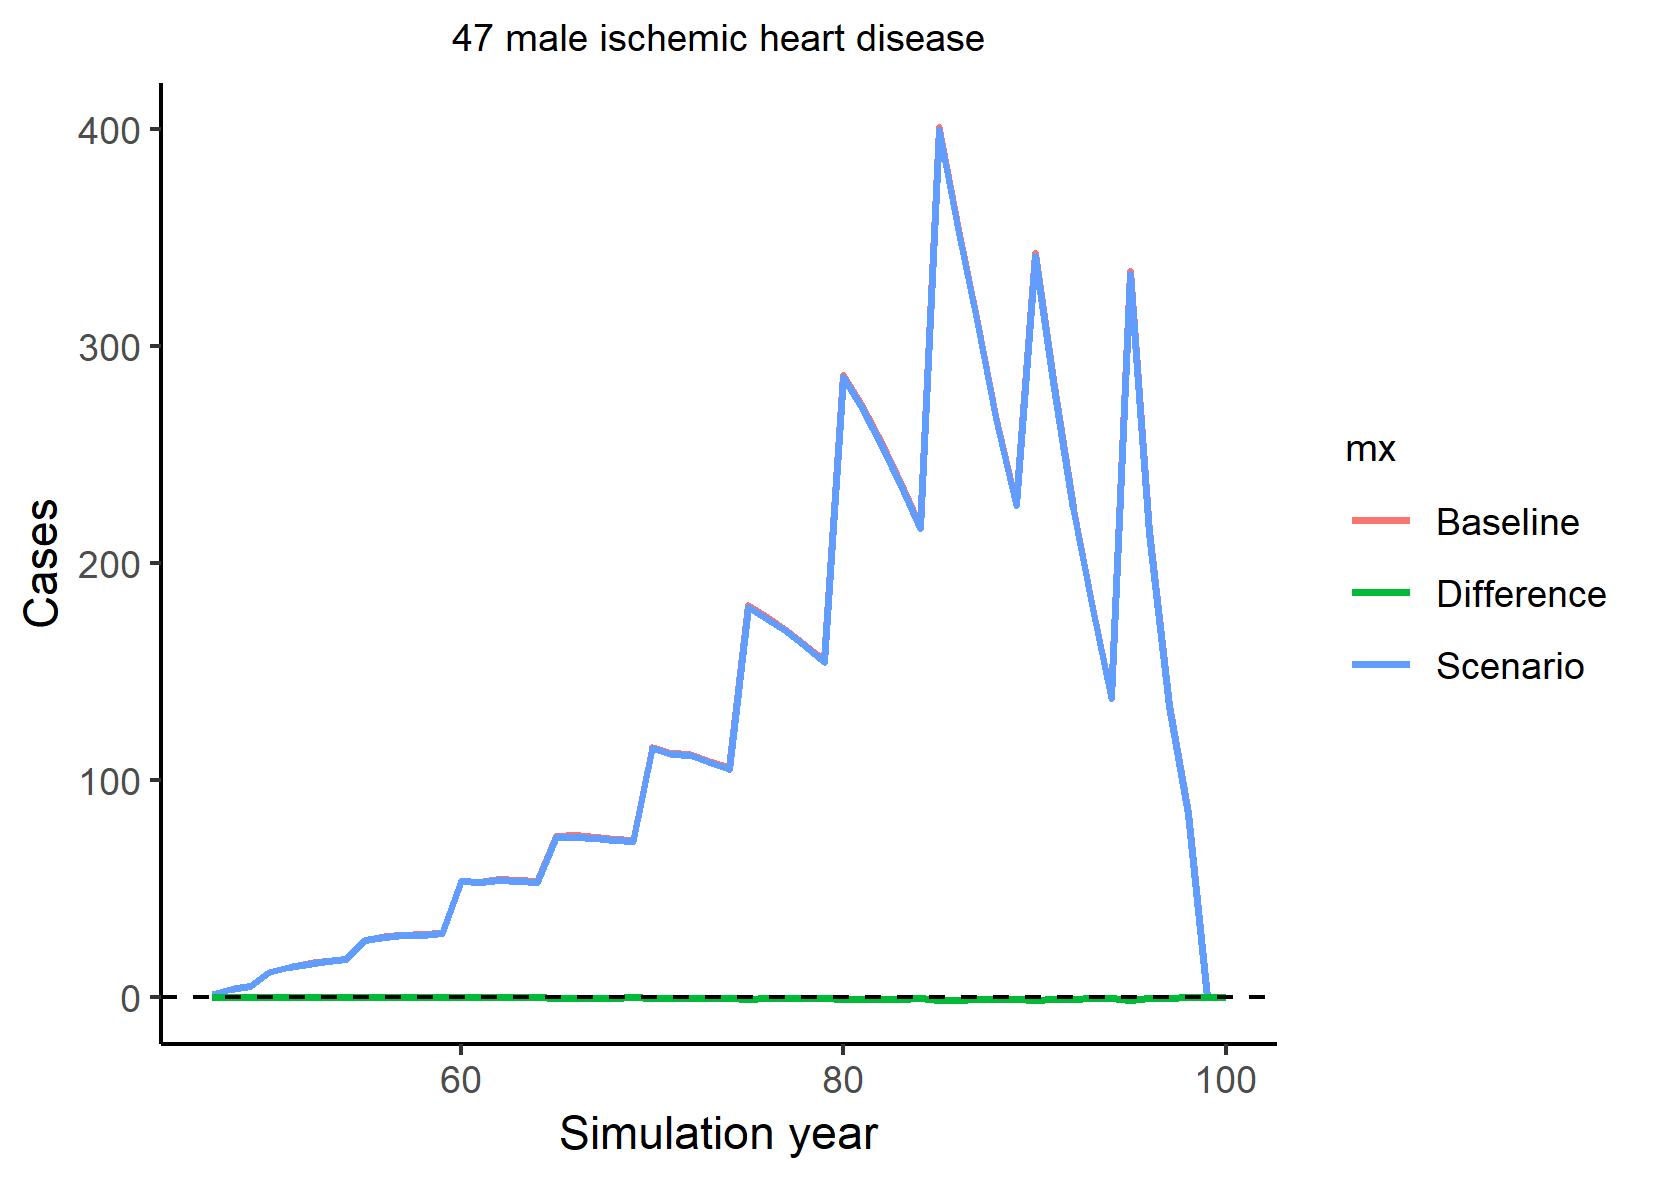 47 male ischemic heart disease
400
300
200
100
0
Cases
60
80
100
Simulation year
mx
Baseline
Difference
Scenario